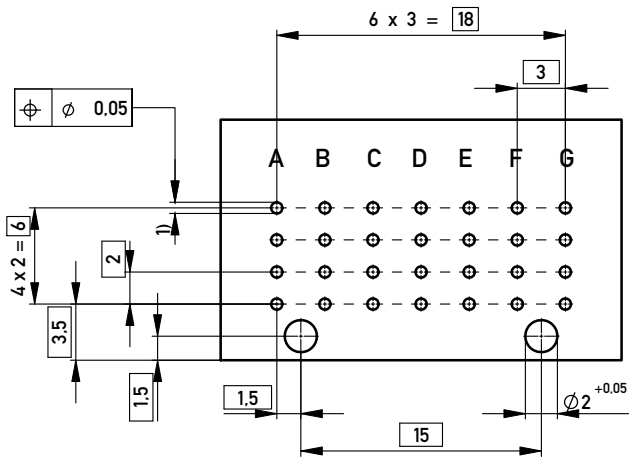 6 x 3 = 18
3
⌖ ø 0,05
A B C D E F G
1)
4 x 2 = 6
2
3,5
1,5
1,5
ø2 +0,05
15